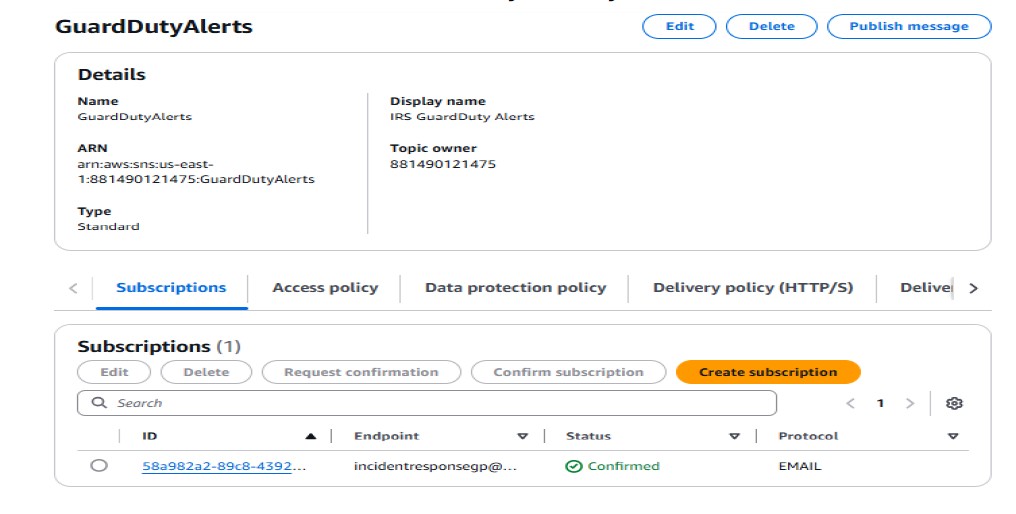 GuardDutyAlerts
Edit
Delete
Publish message
Details
Name
GuardDutyAlerts
Display name
IRS GuardDuty Alerts
ARN
arn:aws:sns:us-east-
1:881490121475:GuardDutyAlerts
Topic owner
881490121475
Type
Standard
Subscriptions
Access policy
Data protection policy
Delivery policy (HTTP/S)
Delive
Subscriptions (1)
Edit
Delete
Request confirmation
Confirm subscription
Create subscription
Search
1
ID
Endpoint
Status
Protocol
58a982a2-89c8-4392...
incidentresponsegp@...
Confirmed
EMAIL